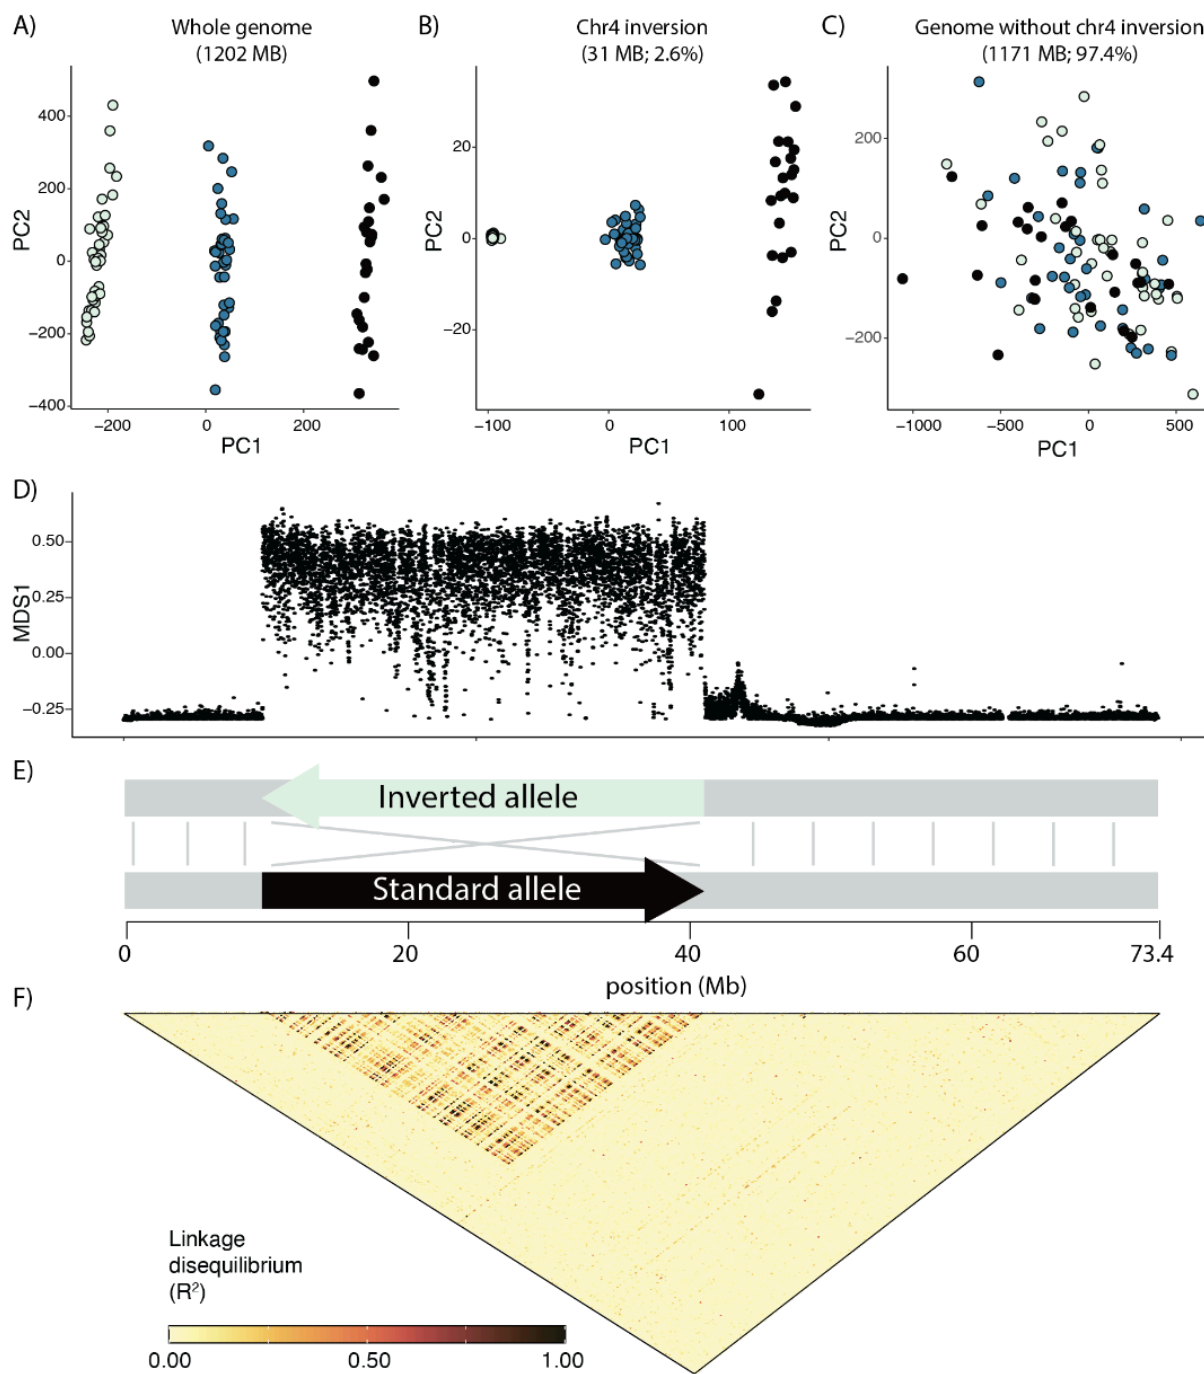 A)
Whole genome
(1202 MB)
B)
Chr4 inversion
(31 MB; 2.6%)
C)
Genome without chr4 inversion
(1171 MB; 97.4%)
PC2
400
200
0
−200
−400
−200
0
200
PC1
PC2
20
0
−20
−100
0
100
PC1
PC2
200
0
−200
−1000
−500
0
500
PC1
D)
MDS1
0.50
0.25
0.00
−0.25
E)
Inverted allele
Standard allele
0
20
40
60
73.4
position (Mb)
F)
Linkage
disequilibrium
(R²)
0.00
0.50
1.00